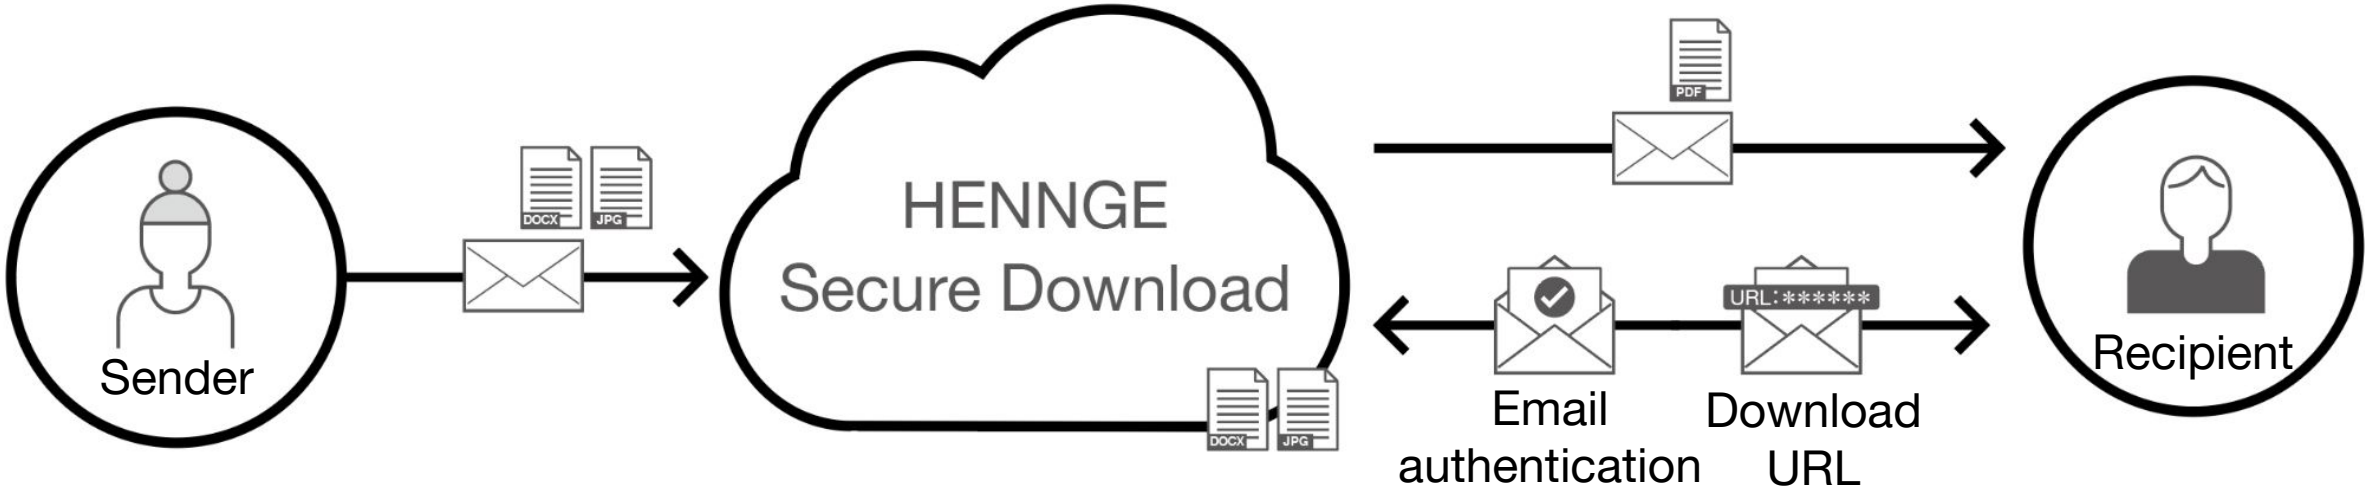 Sender
DOCX
JPG
HENNGE
Secure Download
DOCX
JPG
PDF
URL:******
Email
authentication
Download
URL
Recipient